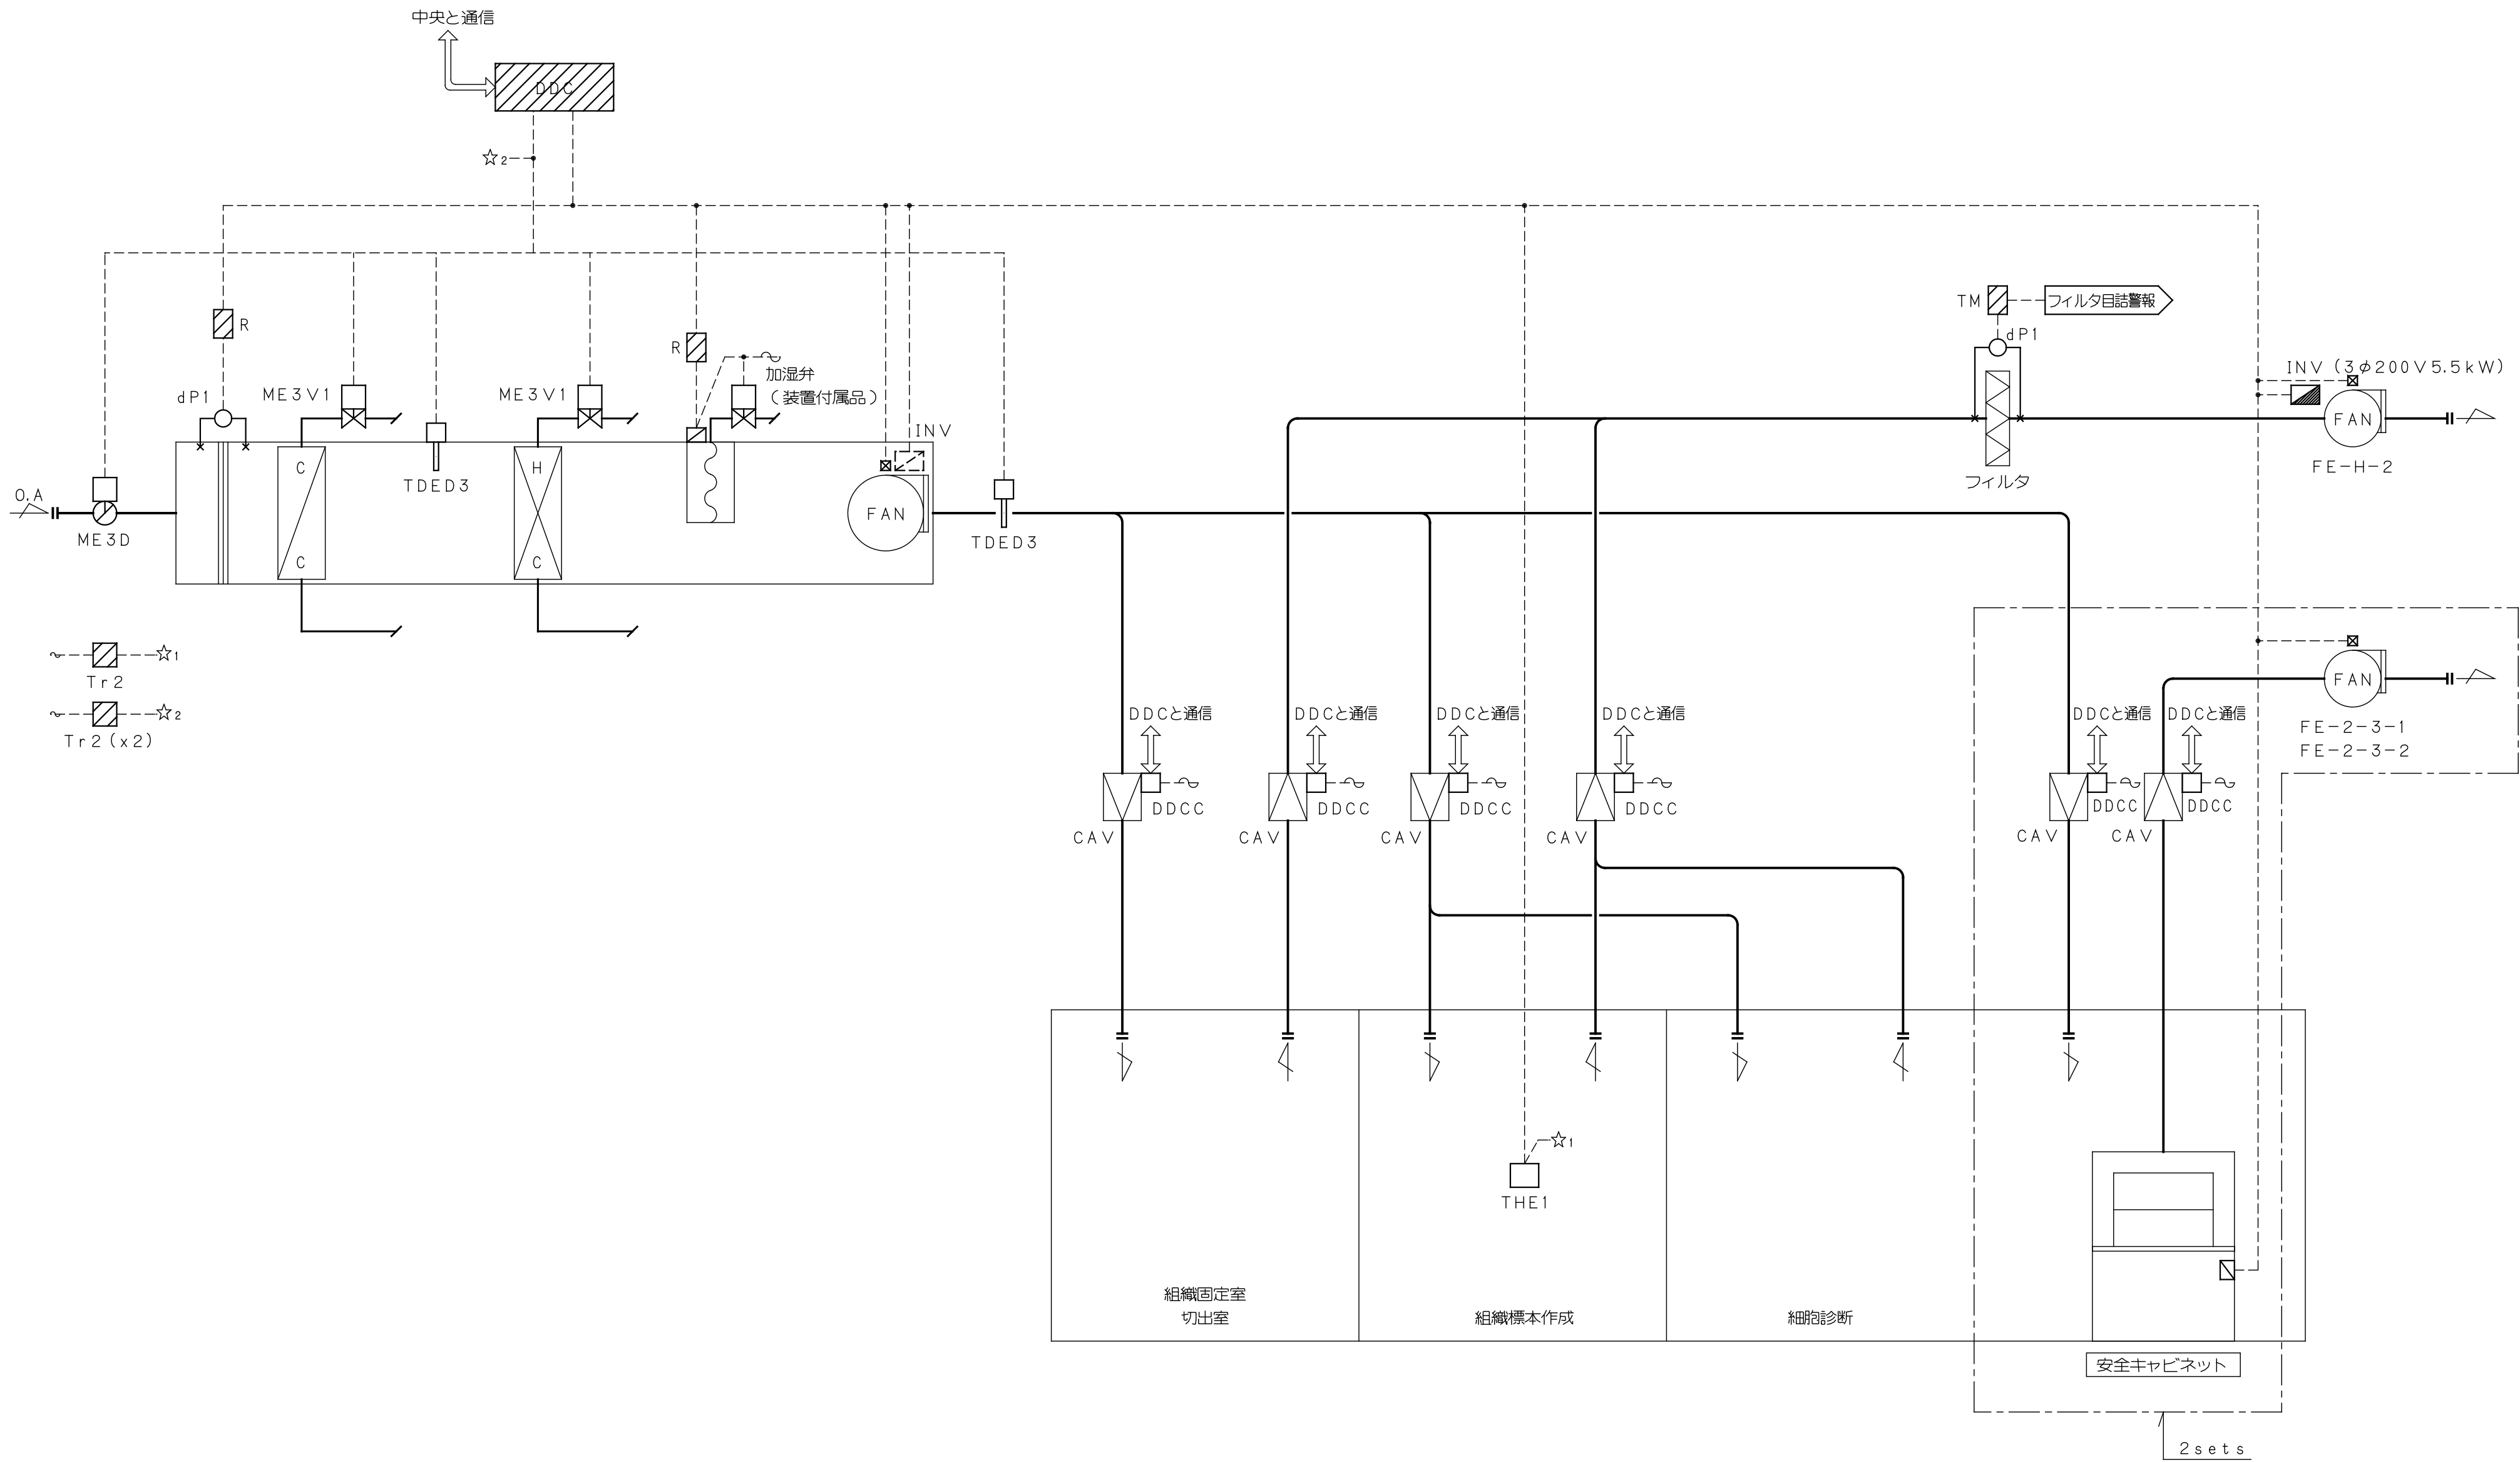 中央と通信
DDC
☆2
R
TM
フィルタ目詰警報
dP1
R
INV(3φ200V5.5kW)
加湿弁
(装置付属品)
dP1
ME3V1
ME3V1
INV
FAN
C
H
TDED3
フィルタ
FE-H-2
O.A
FAN
ME3D
TDED3
C
C
☆1
Tr2
☆2
Tr2(x2)
FAN
FE-2-3-1
FE-2-3-2
DDCと通信
DDCと通信
DDCと通信
DDCと通信
DDCと通信
DDCと通信
DDCC
DDCC
DDCC
DDCC
DDCC
DDCC
CAV
CAV
CAV
CAV
CAV
CAV
☆1
THE1
組織固定室
切出室
組織標本作成
細胞診断
安全キャビネット
2sets